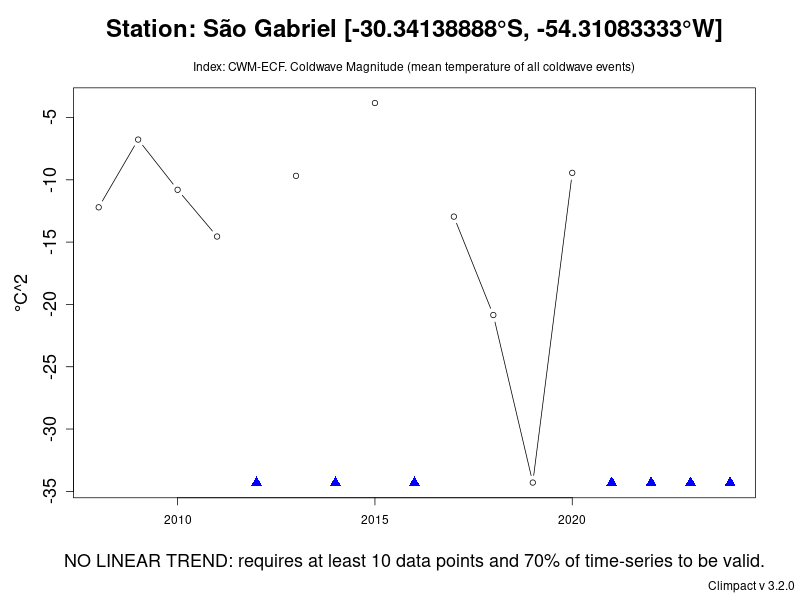 Station: São Gabriel [-30.34138888°S, -54.31083333°W]
Index: CWM-ECF. Coldwave Magnitude (mean temperature of all coldwave events)
°C^2
-5
-10
-15
-20
-25
-30
-35
2010
2015
2020
NO LINEAR TREND: requires at least 10 data points and 70% of time-series to be valid.
Climpact v 3.2.0